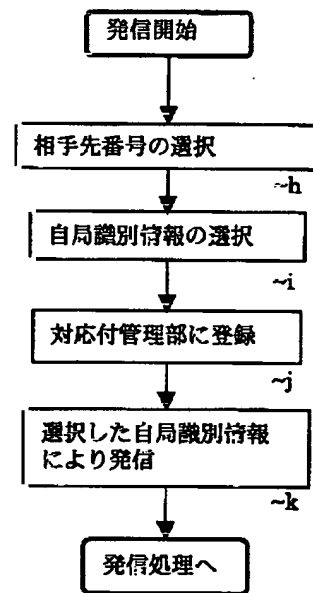 発信開始
相手先番号の選択
~h
自局識別情報の選択
~i
対応付管理部に登録
~j
選択した自局識別情報
により発信
~k
発信処理へ